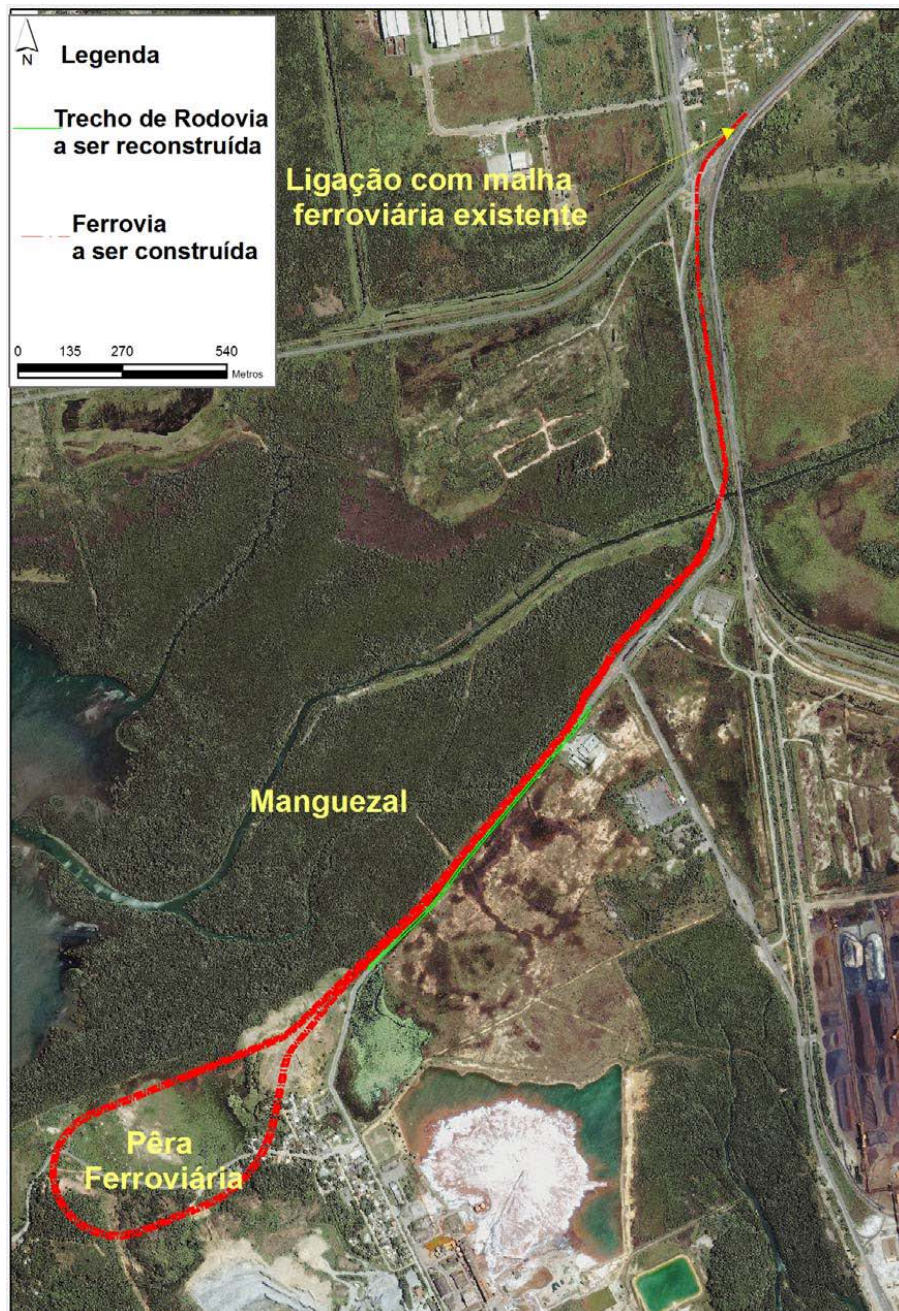 N
Legenda
Trecho de Rodovia
a ser reconstruída
Ferrovia
a ser construída
0 135 270 540
Metros
Ligação com malha
ferroviária existente
Manguezal
Pêra
Ferroviária